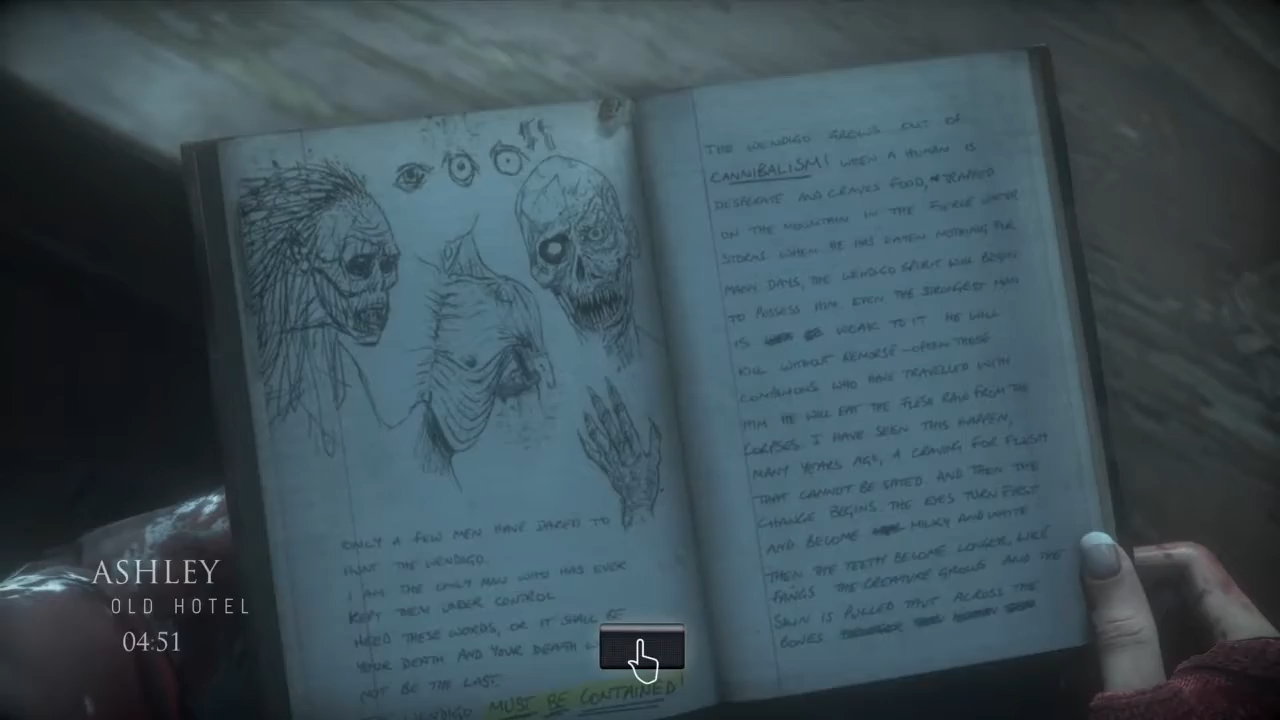 ONLY A FEW MEN HAVE DARED TO
HUNT THE WENDIGO.
I AM THE ONLY MAN WHO HAS EVER
KEPT THEM UNDER CONTROL
HEED THESE WORDS, OR IT SHALL BE
YOUR DEATH AND YOUR DEATH
NOT BE THE LAST.
WENDIGO MUST BE CONTAINED!
THE WENDIGO GROWS OUT OF
CANNIBALISM! WHEN A HUMAN IS
DESPERATE AND CRAVES FOOD, TRAPPED
ON THE MOUNTAIN IN THE FIERCE WINTER
STORMS. WHEN HE HAS EATEN NOTHING FOR
MANY DAYS, THE WENDIGO SPIRIT WILL BEGIN
TO POSSESS HIM. EVEN THE STRONGEST MAN
IS WEAK TO IT. HE WILL
KILL WITHOUT REMORSE - OFTEN THOSE
COMPANIONS WHO HAVE TRAVELLED WITH
HIM. HE WILL EAT THE FLESH RAW FROM THE
CORPSES. I HAVE SEEN THIS HAPPEN,
MANY YEARS AGO, A CRAVING FOR FLESH
THAT CANNOT BE SATED. AND THEN THE
CHANGE BEGINS. THE EYES TURN FIRST
AND BECOME MILKY AND WHITE
THEN THE TEETH BECOME LONGER, LIKE
FANGS. THE CREATURE GROWS AND THE
SKIN IS PULLED TAUT ACROSS THE
BONES
ASHLEY
OLD HOTEL
04:51